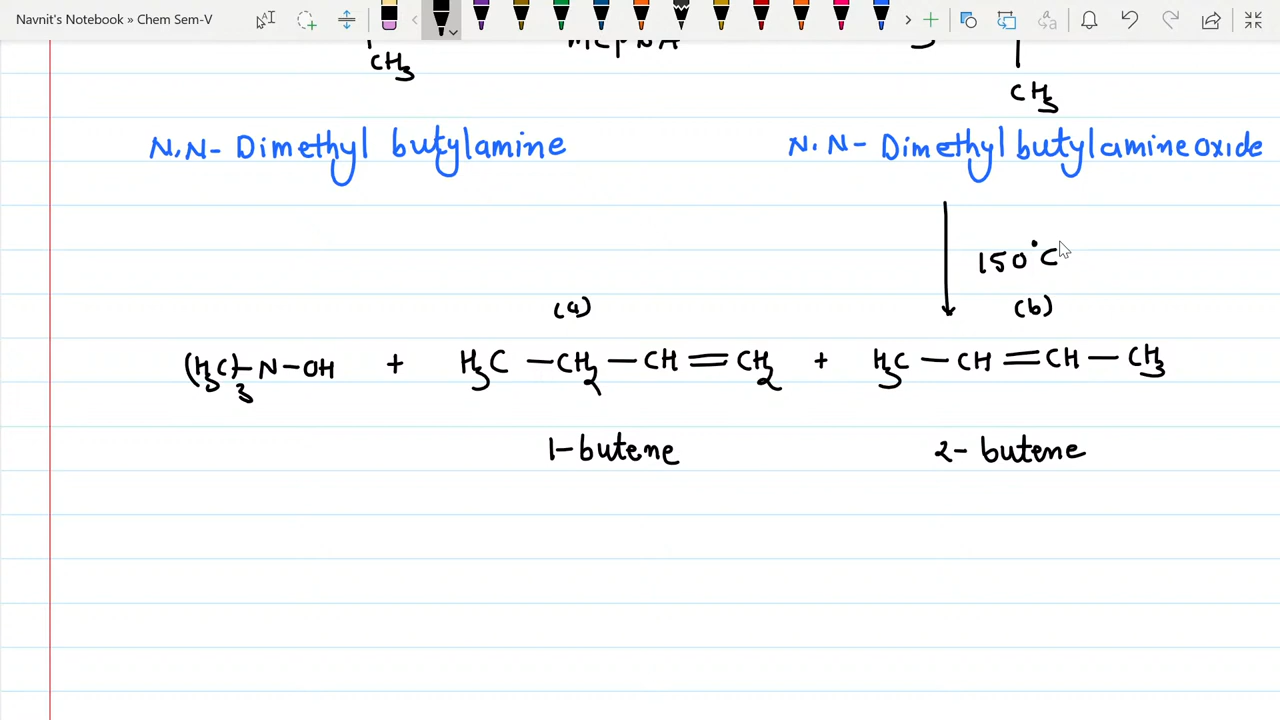 Navnit's Notebook » Chem Sem-V
CH3
CH3
N,N- Dimethyl butylamine
N,N- Dimethyl butylamine oxide
150°C
(a)
(b)
(H3C)3-N-OH + H3C-CH2-CH=CH2 + H3C-CH=CH-CH3
1-butene
2-butene